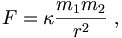 F = κ m₁m₂ / r² ,